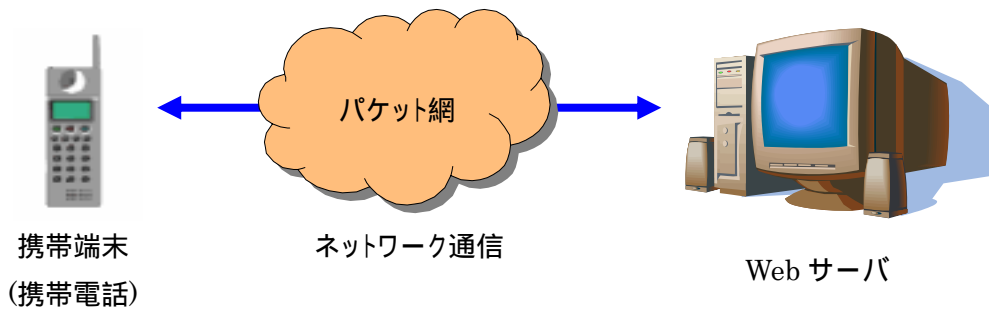 パケット網
携帯端末
(携帯電話)
ネットワーク通信
Web サーバ